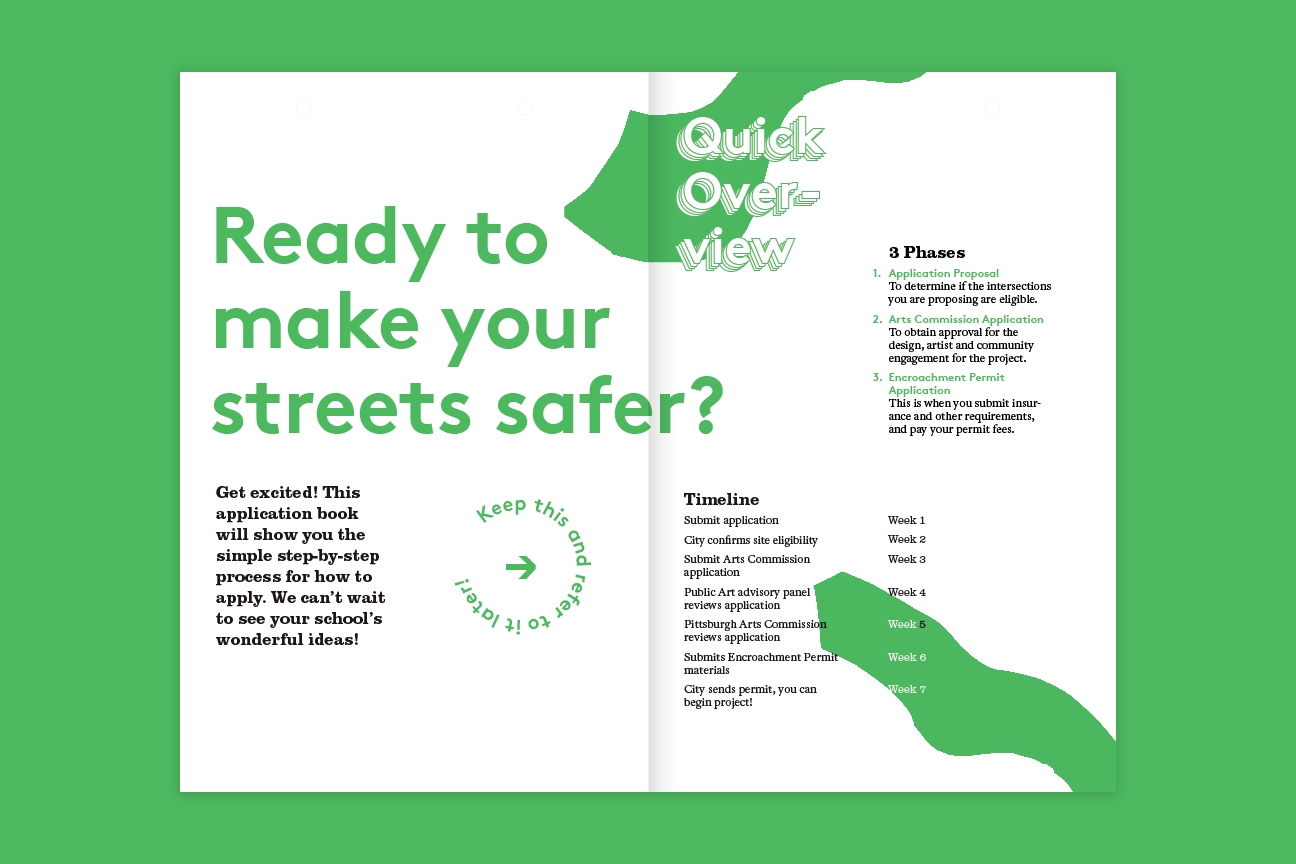 Ready to
make your
streets safer?
Get excited! This
application book
will show you the
simple step-by-step
process for how to
apply. We can't wait
to see your school's
wonderful ideas!
Keep this and refer to it later!
Quick
Over-
view
3 Phases
1. Application Proposal
To determine if the intersections
you are proposing are eligible.
2. Arts Commission Application
To obtain approval for the
design, artist and community
engagement for the project.
3. Encroachment Permit
Application
This is when you submit insur-
ance and other requirements,
and pay your permit fees.
Timeline
Submit application Week 1
City confirms site eligibility Week 2
Submit Arts Commission Week 3
application
Public Art advisory panel Week 4
reviews application
Pittsburgh Arts Commission Week 5
reviews application
Submits Encroachment Permit Week 6
materials
City sends permit, you can Week 7
begin project!